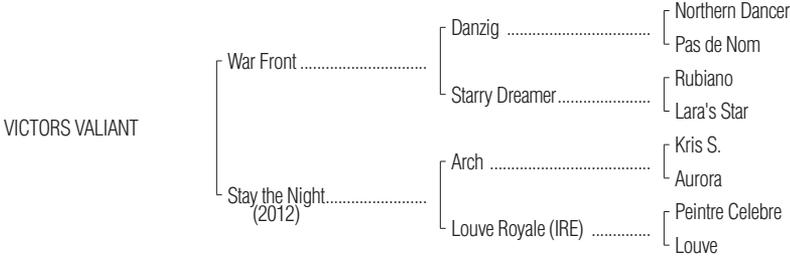 Northern Dancer
Danzig ................................
Pas de Nom
War Front ............................
Rubiano
Starry Dreamer.....................
Lara's Star
VICTORS VALIANT
Kris S.
Arch ....................................
Aurora
Stay the Night.......................
(2012)
Peintre Celebre
Louve Royale (IRE) .............
Louve